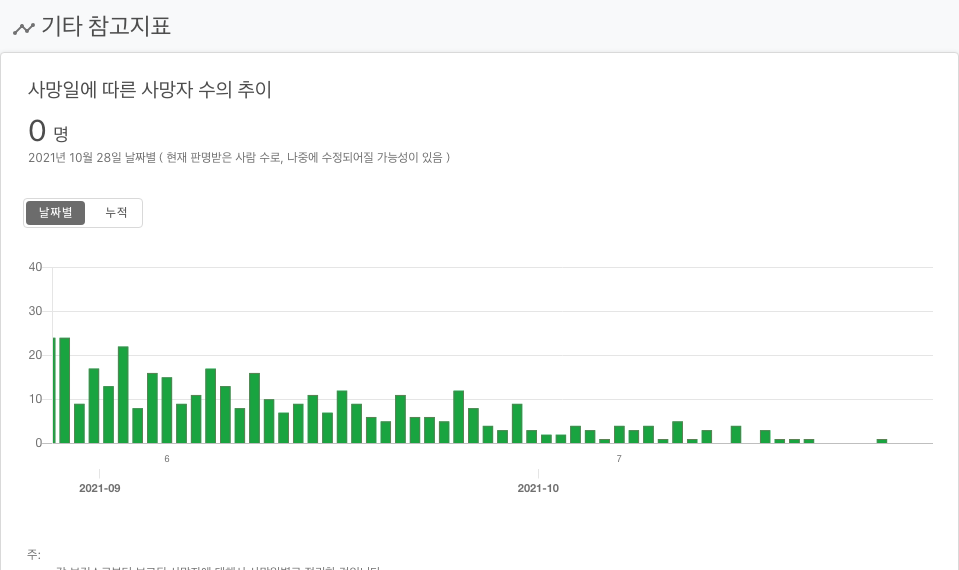 기타 참고지표
사망일에 따른 사망자 수의 추이
0 명
2021년 10월 28일 날짜별 ( 현재 판명받은 사람 수로, 나중에 수정되어질 가능성이 있음 )
날짜별 누적
40
30
20
10
0
6 7
2021-09 2021-10
주: